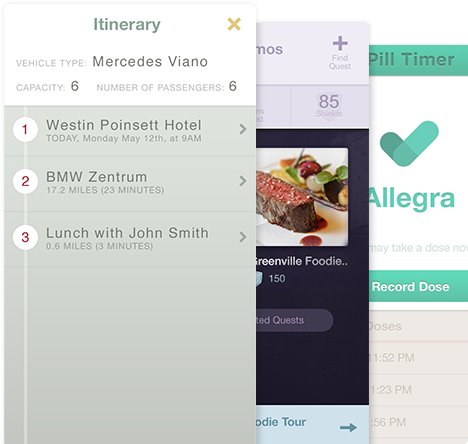 Itinerary
VEHICLE TYPE: Mercedes Viano
CAPACITY: 6 NUMBER OF PASSENGERS: 6
1 Westin Poinsett Hotel
TODAY, Monday May 12th, at 9AM
2 BMW Zentrum
17.2 MILES (23 MINUTES)
3 Lunch with John Smith
0.6 MILES (3 MINUTES)
mos
Find
Quest
85
Shields
Greenville Foodie..
150
ted Quests
odie Tour
Pill Timer
Allegra
may take a dose now
Record Dose
Doses
11:52 PM
1:23 PM
:56 PM